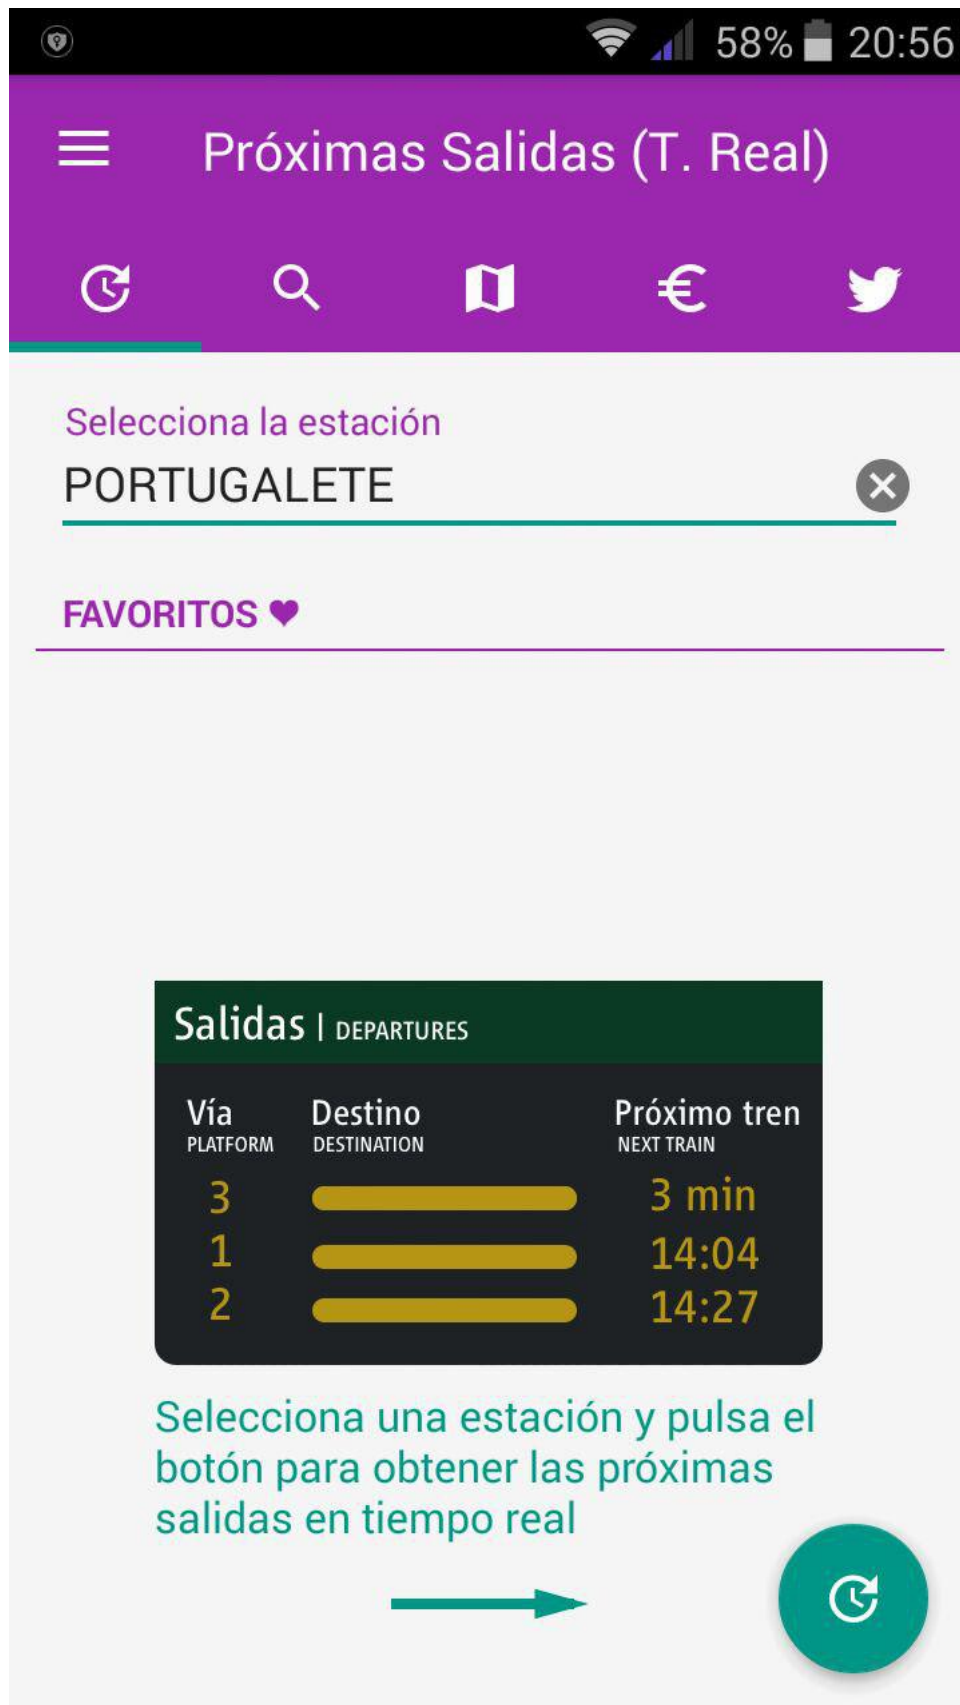 58% 20:56
Próximas Salidas (T. Real)
Selecciona la estación
PORTUGALETE
FAVORITOS ♥
Salidas | DEPARTURES
Vía Destino Próximo tren
PLATFORM DESTINATION NEXT TRAIN
3 3 min
1 14:04
2 14:27
Selecciona una estación y pulsa el
botón para obtener las próximas
salidas en tiempo real